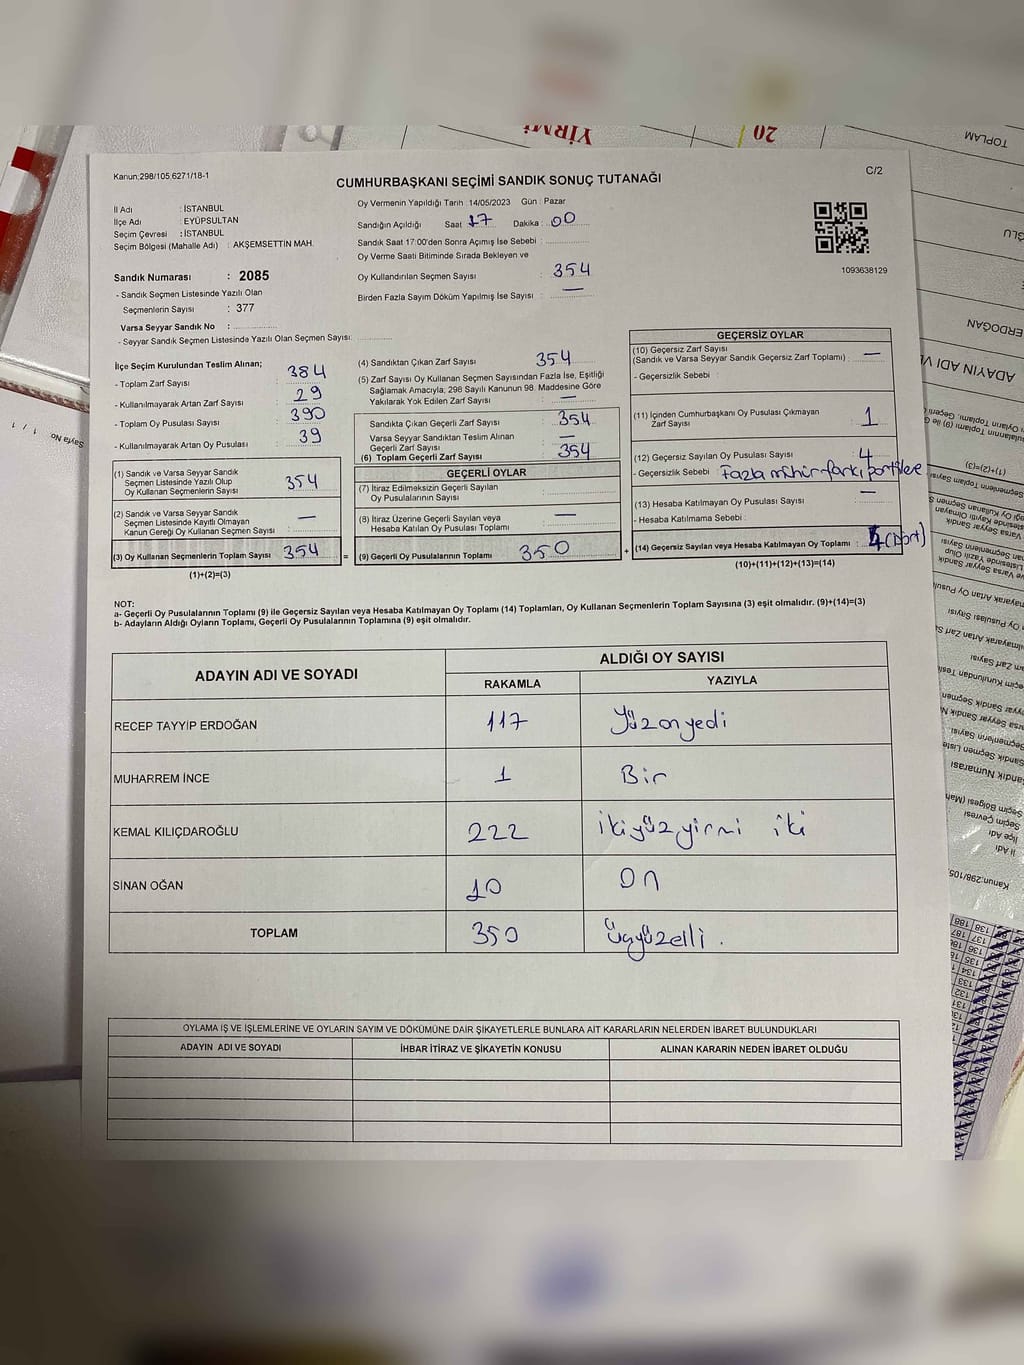 YİRMİ
20
TOPLAM
Kanun;298/105,6271/18-1
C/2
CUMHURBAŞKANI SEÇİMİ SANDIK SONUÇ TUTANAĞI
İl Adı : İSTANBUL
İlçe Adı : EYÜPSULTAN
Seçim Çevresi : İSTANBUL
Seçim Bölgesi (Mahalle Adı) : AKŞEMSETTİN MAH.
Sandık Numarası : 2085
- Sandık Seçmen Listesinde Yazılı Olan
Seçmenlerin Sayısı : 377
Varsa Seyyar Sandık No :
- Seyyar Sandık Seçmen Listesinde Yazılı Olan Seçmen Sayısı:
Oy Vermenin Yapıldığı Tarih :14/05/2023 Gün : Pazar
Sandığın Açıldığı Saat : 17 Dakika : 00
Sandık Saat 17:00'den Sonra Açımış İse Sebebi :
Oy Verme Saati Bitiminde Sırada Bekleyen ve
Oy Kullandırılan Seçmen Sayısı : 354
Birden Fazla Sayım Döküm Yapılmış İse Sayısı : —
1093638129
İlçe Seçim Kurulundan Teslim Alınan;
- Toplam Zarf Sayısı : 384
- Kullanılmayarak Artan Zarf Sayısı : 29
- Toplam Oy Pusulası Sayısı : 390
- Kullanılmayarak Artan Oy Pusulası : 39
(1) Sandık ve Varsa Seyyar Sandık
Seçmen Listesinde Yazılı Olup
Oy Kullanan Seçmenlerin Sayısı : 354
(2) Sandık ve Varsa Seyyar Sandık
Seçmen Listesinde Kayıtlı Olmayan
Kanun Gereği Oy Kullanan Seçmen Sayısı : —
(3) Oy Kullanan Seçmenlerin Toplam Sayısı : 354 =
(1)+(2)=(3)
(4) Sandıktan Çıkan Zarf Sayısı : 354
(5) Zarf Sayısı Oy Kullanan Seçmen Sayısından Fazla İse, Eşitliği
Sağlamak Amacıyla; 298 Sayılı Kanunun 98. Maddesine Göre
Yakılarak Yok Edilen Zarf Sayısı : —
Sandıkta Çıkan Geçerli Zarf Sayısı : 354
Varsa Seyyar Sandıktan Teslim Alınan
Geçerli Zarf Sayısı : —
(6) Toplam Geçerli Zarf Sayısı : 354
GEÇERLİ OYLAR
(7) İtiraz Edilmeksizin Geçerli Sayılan
Oy Pusulalarının Sayısı :
(8) İtiraz Üzerine Geçerli Sayılan veya
Hesaba Katılan Oy Pusulası Toplamı : —
(9) Geçerli Oy Pusulalarının Toplamı : 350 +
GEÇERSİZ OYLAR
(10) Geçersiz Zarf Sayısı
(Sandık ve Varsa Seyyar Sandık Geçersiz Zarf Toplamı) : —
- Geçersizlik Sebebi :
(11) İçinden Cumhurbaşkanı Oy Pusulası Çıkmayan
Zarf Sayısı : 1
(12) Geçersiz Sayılan Oy Pusulası Sayısı : 4
- Geçersizlik Sebebi : Fazla mühür-farkı
(13) Hesaba Katılmayan Oy Pusulası Sayısı : —
- Hesaba Katılmama Sebebi :
(14) Geçersiz Sayılan veya Hesaba Katılmayan Oy Toplamı : 4 (Dört)
(10)+(11)+(12)+(13)=(14)
NOT:
a- Geçerli Oy Pusulalarının Toplamı (9) ile Geçersiz Sayılan veya Hesaba Katılmayan Oy Toplamı (14) Toplamları, Oy Kullanan Seçmenlerin Toplam Sayısına (3) eşit olmalıdır. (9)+(14)=(3)
b- Adayların Aldığı Oyların Toplamı, Geçerli Oy Pusulalarının Toplamına (9) eşit olmalıdır.
ADAYIN ADI VE SOYADI ALDIĞI OY SAYISI
RAKAMLA YAZIYLA
RECEP TAYYİP ERDOĞAN 117 Yüzonyedi
MUHARREM İNCE 1 Bir
KEMAL KILIÇDAROĞLU 222 ikiyüzyirmi iki
SİNAN OĞAN 10 On
TOPLAM 350 Üçyüzelli.
OYLAMA İŞ VE İŞLEMLERİNE VE OYLARIN SAYIM VE DÖKÜMÜNE DAİR ŞİKAYETLERLE BUNLARA AİT KARARLARIN NELERDEN İBARET BULUNDUKLARI
ADAYIN ADI VE SOYADI İHBAR İTİRAZ VE ŞİKAYETİN KONUSU ALINAN KARARIN NEDEN İBARET OLDUĞU
Sayfa No 1 / 1